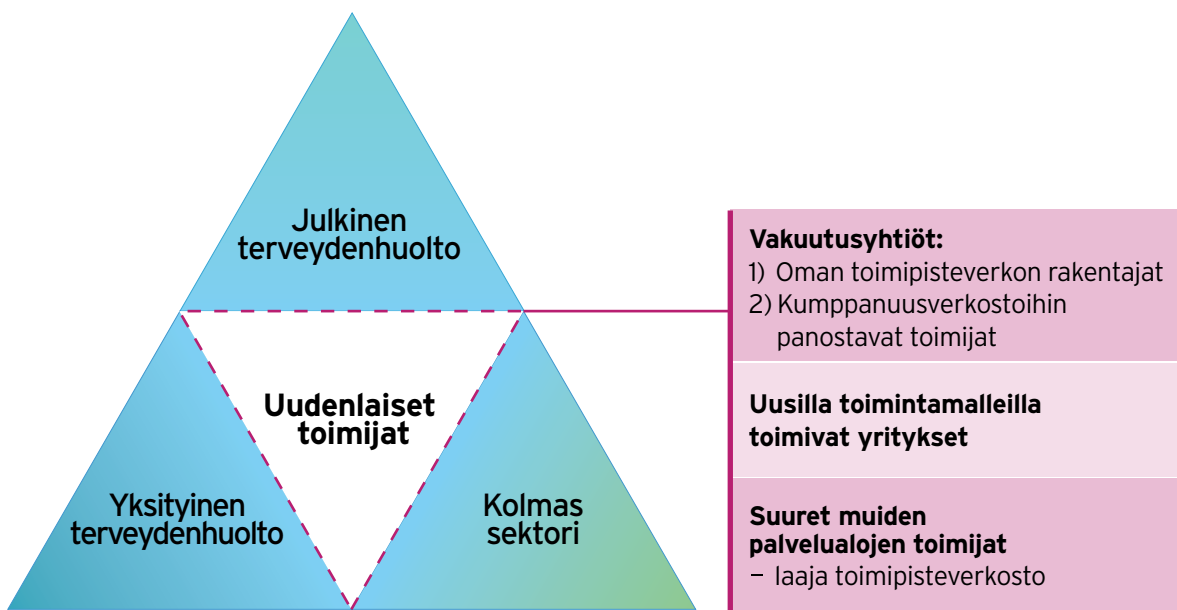 Julkinen
terveydenhuolto
Uudenlaiset
toimijat
Yksityinen
terveydenhuolto
Kolmas
sektori
Vakuutusyhtiöt:
1) Oman toimipisteverkon rakentajat
2) Kumppanuusverkostoihin
panostavat toimijat
Uusilla toimintamalleilla
toimivat yritykset
Suuret muiden
palvelualojen toimijat
– laaja toimipisteverkosto